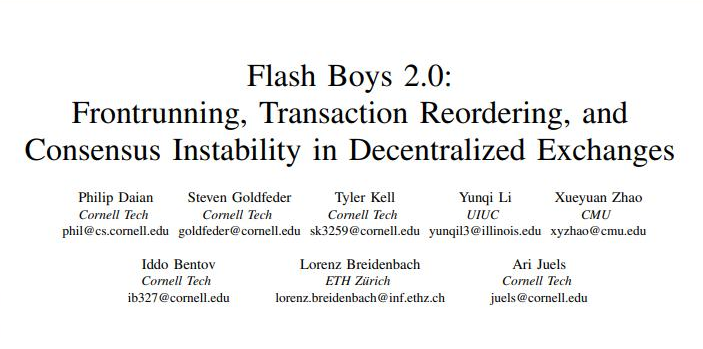 Flash Boys 2.0:
Frontrunning, Transaction Reordering, and
Consensus Instability in Decentralized Exchanges
Philip Daian Steven Goldfeder Tyler Kell Yunqi Li Xueyuan Zhao
Cornell Tech Cornell Tech Cornell Tech UIUC CMU
phil@cs.cornell.edu goldfeder@cornell.edu sk3259@cornell.edu yunqil3@illinois.edu xyzhao@cmu.edu
Iddo Bentov Lorenz Breidenbach Ari Juels
Cornell Tech ETH Zürich Cornell Tech
ib327@cornell.edu lorenz.breidenbach@inf.ethz.ch juels@cornell.edu